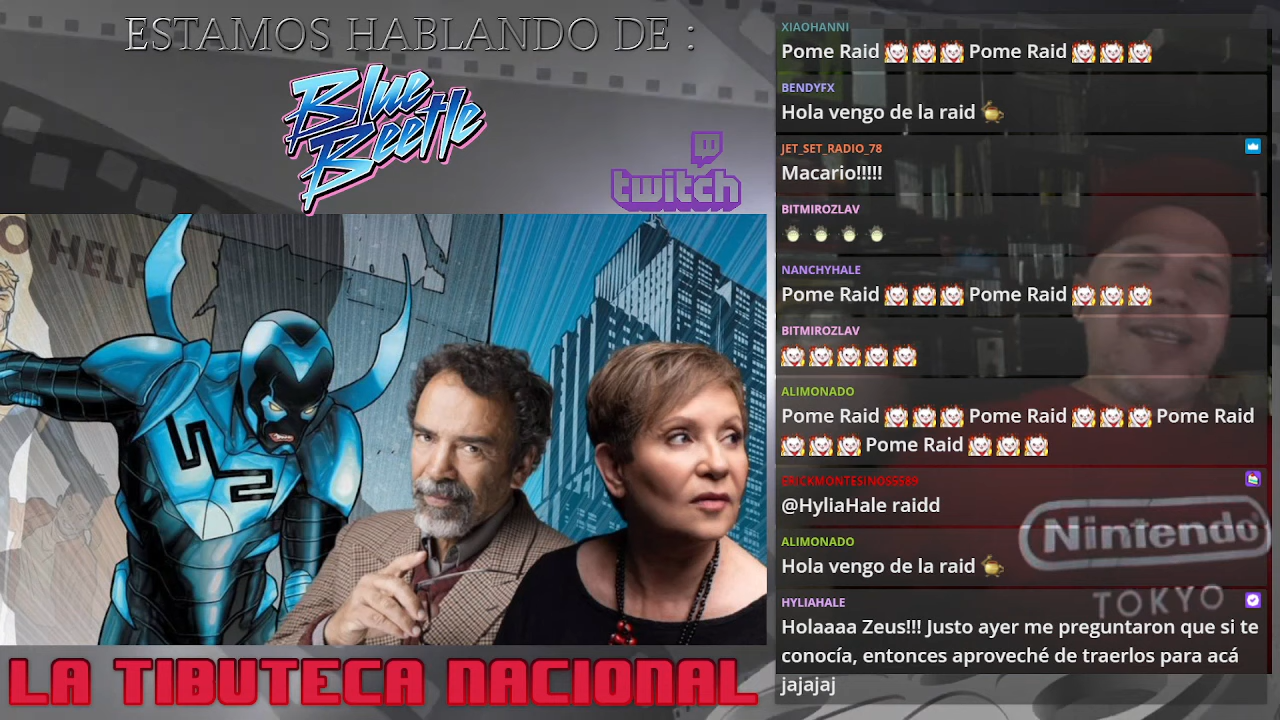 ESTAMOS HABLANDO DE :
Blue
Beetle
twitch
HELP
LA TIBUTECA NACIONAL
XIAOHANNI
Pome Raid Pome Raid
BENDYFX
Hola vengo de la raid
JET_SET_RADIO_78
Macario!!!!!
BITMIROZLAV
NANCHYHALE
Pome Raid Pome Raid
BITMIROZLAV
ALIMONADO
Pome Raid Pome Raid Pome Raid
Pome Raid
ERICKMONTESINOS5589
@HyliaHale raidd
ALIMONADO
Hola vengo de la raid
HYLIAHALE
Holaaaa Zeus!!! Justo ayer me preguntaron que si te
conocía, entonces aproveché de traerlos para acá
jajajaj
Nintendo
TOKYO